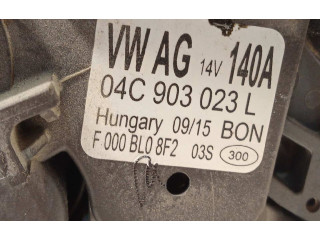 VW AG 14V 140A
04C 903 023 L
Hungary 09/15 BON
F 000 BL0 8F2 03S 300